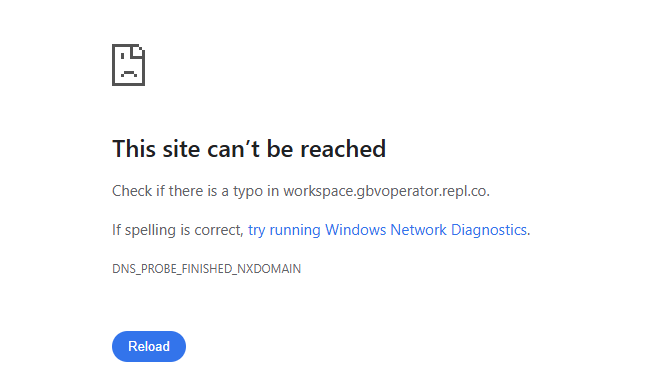 This site can’t be reached
Check if there is a typo in workspace.gbvoperator.repl.co.
If spelling is correct, try running Windows Network Diagnostics.
DNS_PROBE_FINISHED_NXDOMAIN
Reload